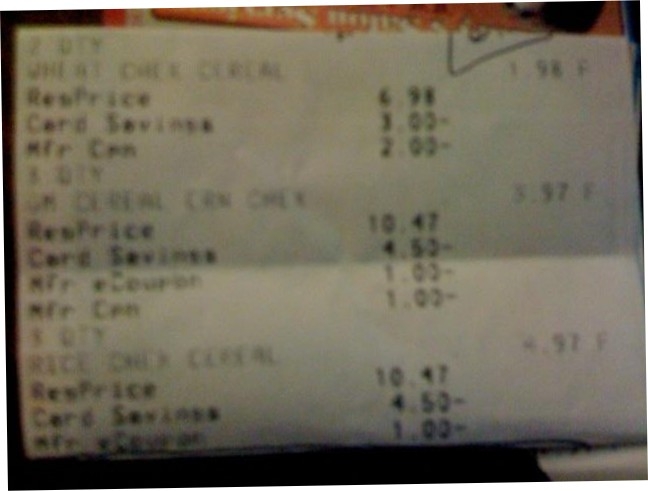 2 QTY
WHEAT CHEX CEREAL 1.98 F
RegPrice 6.98
Card Savings 3.00-
Mfr Cpn 2.00-
3 QTY
GM CEREAL CRN CHEX 3.97 F
RegPrice 10.47
Card Savings 4.50-
Mfr eCoupon 1.00-
Mfr Cpn 1.00-
3 QTY
RICE CHEX CEREAL 4.97 F
RegPrice 10.47
Card Savings 4.50-
Mfr eCoupon 1.00-